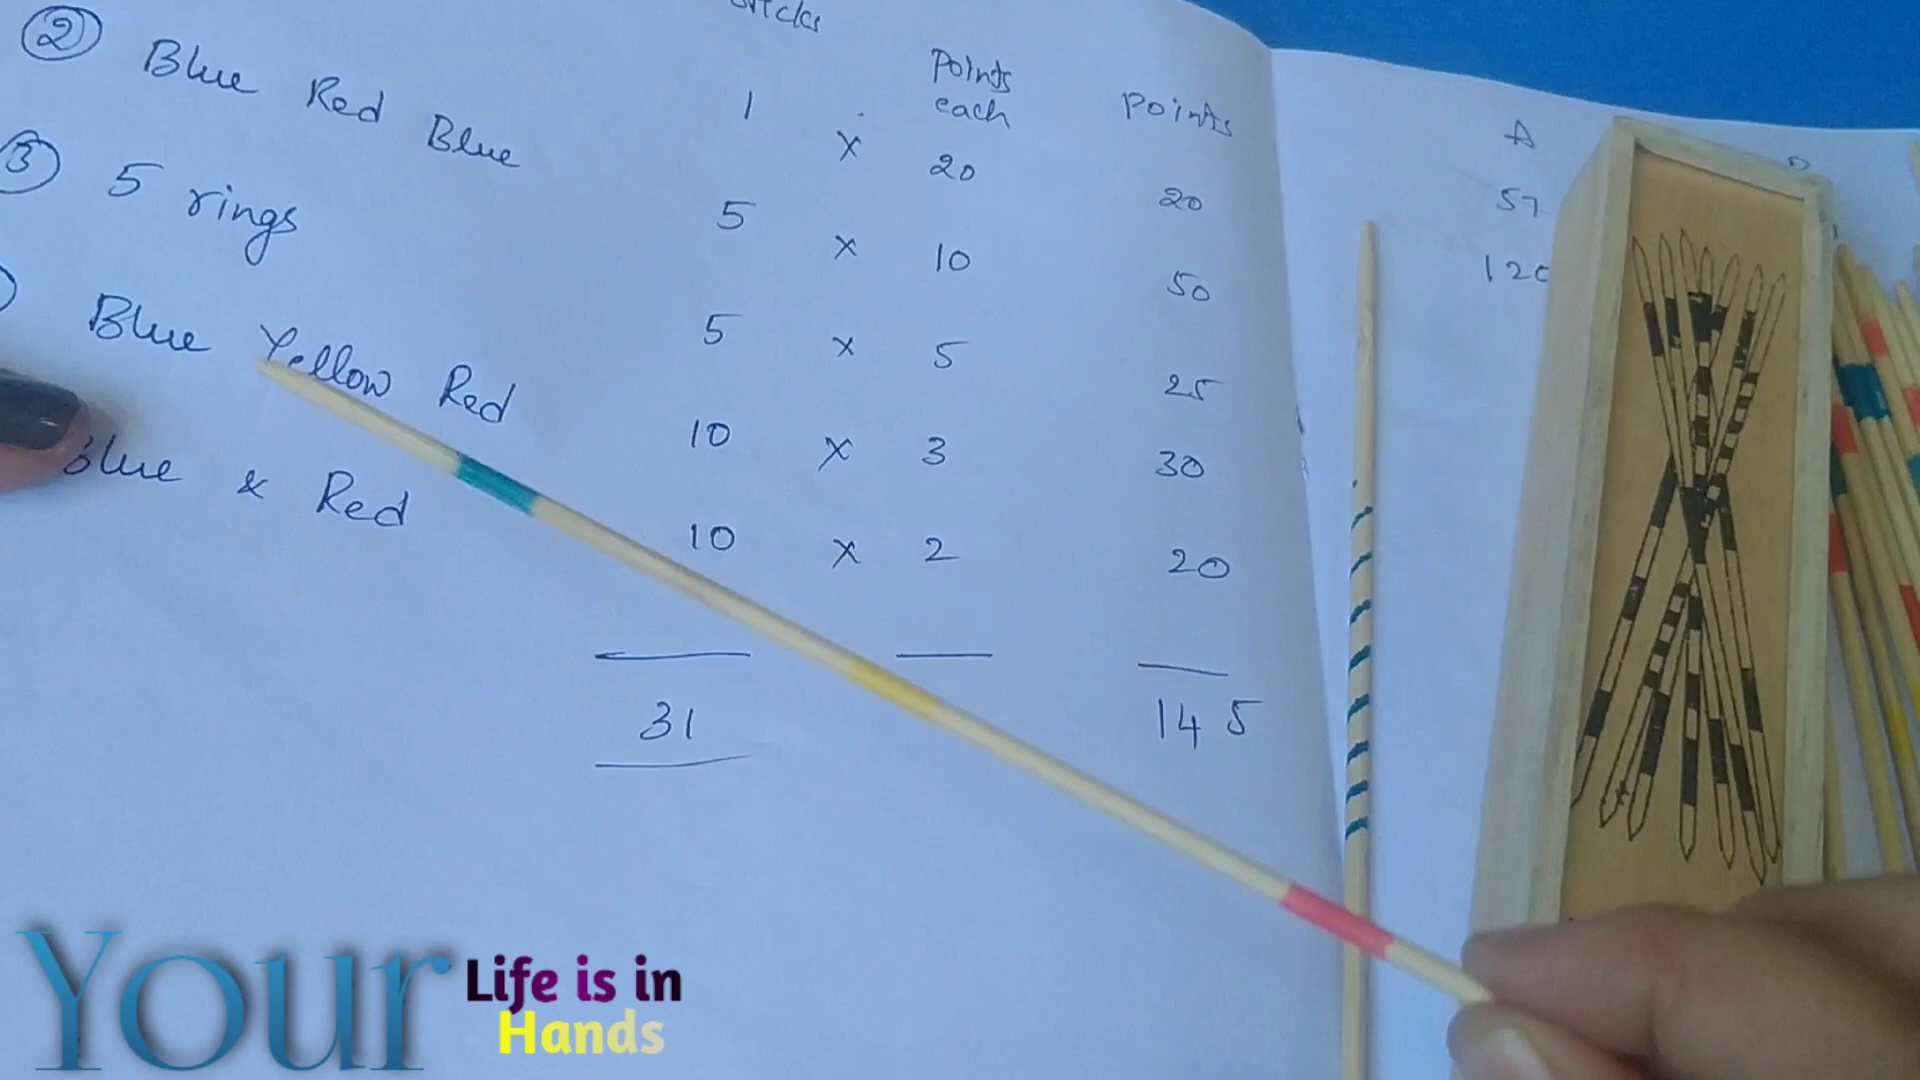 sticks
Points each Points
② Blue Red Blue 1 x 20 20
③ 5 rings 5 x 10 50
Blue Yellow Red 5 x 5 25
Blue & Red 10 x 3 30
10 x 2 20
31 145
A
57
120
Your Life is in Hands